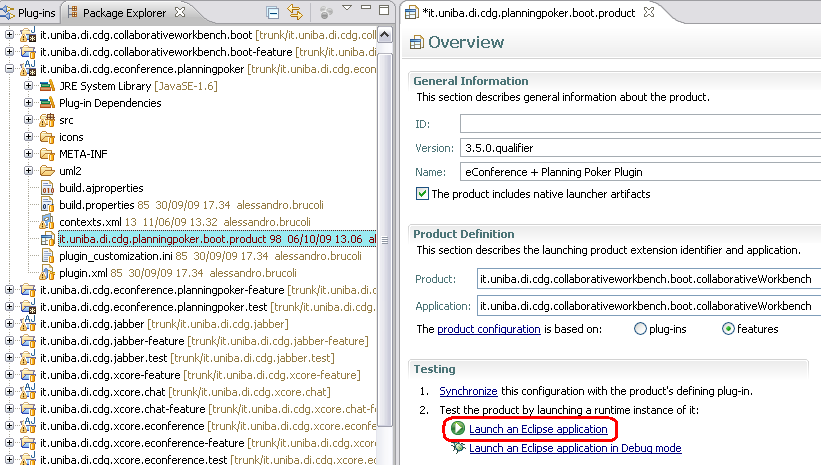 Plug-ins
Package Explorer
it.uniba.di.cdg.collaborativeworkbench.boot [trunk/it.uniba.di.cdg.coll
it.uniba.di.cdg.collaborativeworkbench.boot-feature [trunk/it.uniba.d
it.uniba.di.cdg.econference.planningpoker [trunk/it.uniba.di.cdg.econ
JRE System Library [JavaSE-1.6]
Plug-in Dependencies
src
icons
META-INF
uml2
build.ajproperties
build.properties 85 30/09/09 17.34 alessandro.brucoli
contexts.xml 13 11/06/09 13.32 alessandro.brucoli
it.uniba.di.cdg.planningpoker.boot.product 98 06/10/09 13.06 al
plugin_customization.ini 85 30/09/09 17.34 alessandro.brucoli
plugin.xml 85 30/09/09 17.34 alessandro.brucoli
it.uniba.di.cdg.econference.planningpoker-feature [trunk/it.uniba.di.
it.uniba.di.cdg.econference.planningpoker.test [trunk/it.uniba.di.cdg
it.uniba.di.cdg.jabber [trunk/it.uniba.di.cdg.jabber]
it.uniba.di.cdg.jabber-feature [trunk/it.uniba.di.cdg.jabber-feature]
it.uniba.di.cdg.jabber.test [trunk/it.uniba.di.cdg.jabber.test]
it.uniba.di.cdg.xcore-feature [trunk/it.uniba.di.cdg.xcore-feature]
it.uniba.di.cdg.xcore.chat [trunk/it.uniba.di.cdg.xcore.chat]
it.uniba.di.cdg.xcore.chat-feature [trunk/it.uniba.di.cdg.xcore.chat-f
it.uniba.di.cdg.xcore.econference [trunk/it.uniba.di.cdg.xcore.econf
it.uniba.di.cdg.xcore.econference-feature [trunk/it.uniba.di.cdg.xcor
it.uniba.di.cdg.xcore.econference.test [trunk/it.uniba.di.cdg.xcore.e
*it.uniba.di.cdg.planningpoker.boot.product
Overview
General Information
This section describes general information about the product.
ID:
Version: 3.5.0.qualifier
Name: eConference + Planning Poker Plugin
The product includes native launcher artifacts
Product Definition
This section describes the launching product extension identifier and application.
Product: it.uniba.di.cdg.collaborativeworkbench.boot.collaborativeWorkbench
Application: it.uniba.di.cdg.collaborativeworkbench.boot.collaborativeWorkbench
The product configuration is based on: plug-ins features
Testing
1. Synchronize this configuration with the product's defining plug-in.
2. Test the product by launching a runtime instance of it:
Launch an Eclipse application
Launch an Eclipse application in Debug mode